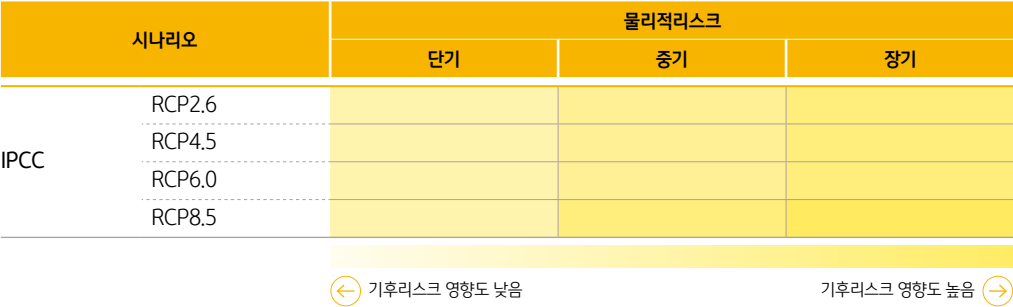 시나리오
물리적리스크
단기 중기 장기
IPCC
RCP2.6
RCP4.5
RCP6.0
RCP8.5
기후리스크 영향도 낮음 기후리스크 영향도 높음